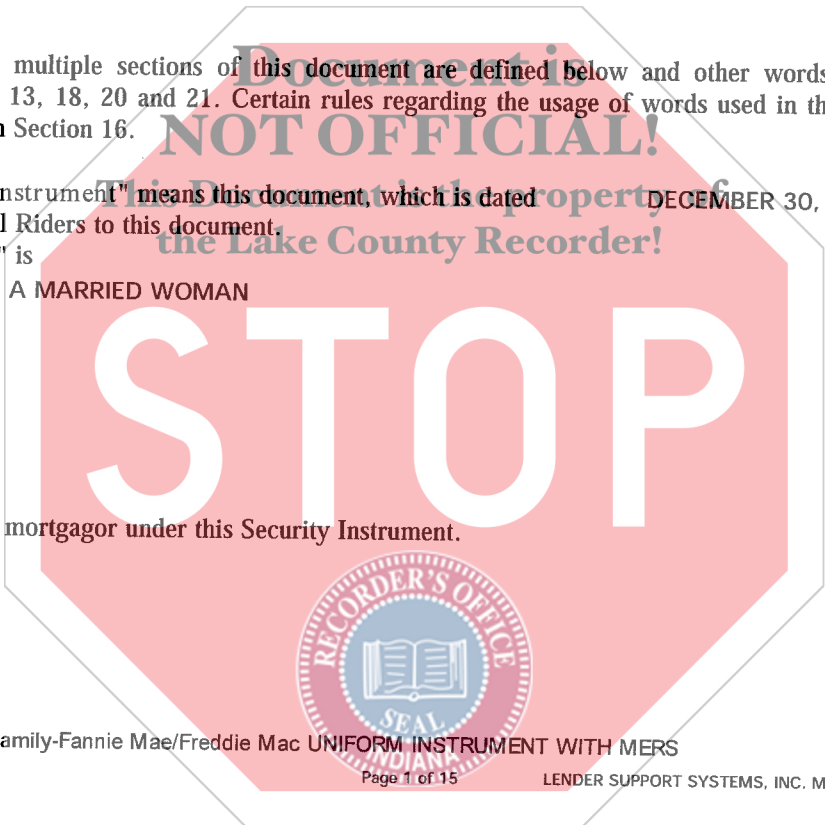 Document is
NOT OFFICIAL!
This Document is the property of
the Lake County Recorder!
STOP
multiple sections of this document are defined below and other words
13, 18, 20 and 21. Certain rules regarding the usage of words used in th
Section 16.
nstrument" means this document, which is dated DECEMBER 30,
l Riders to this document.
" is
A MARRIED WOMAN
mortgagor under this Security Instrument.
RECORDER'S OFFICE
SEAL
INDIANA
amily-Fannie Mae/Freddie Mac UNIFORM INSTRUMENT WITH MERS
Page 1 of 15 LENDER SUPPORT SYSTEMS, INC. M